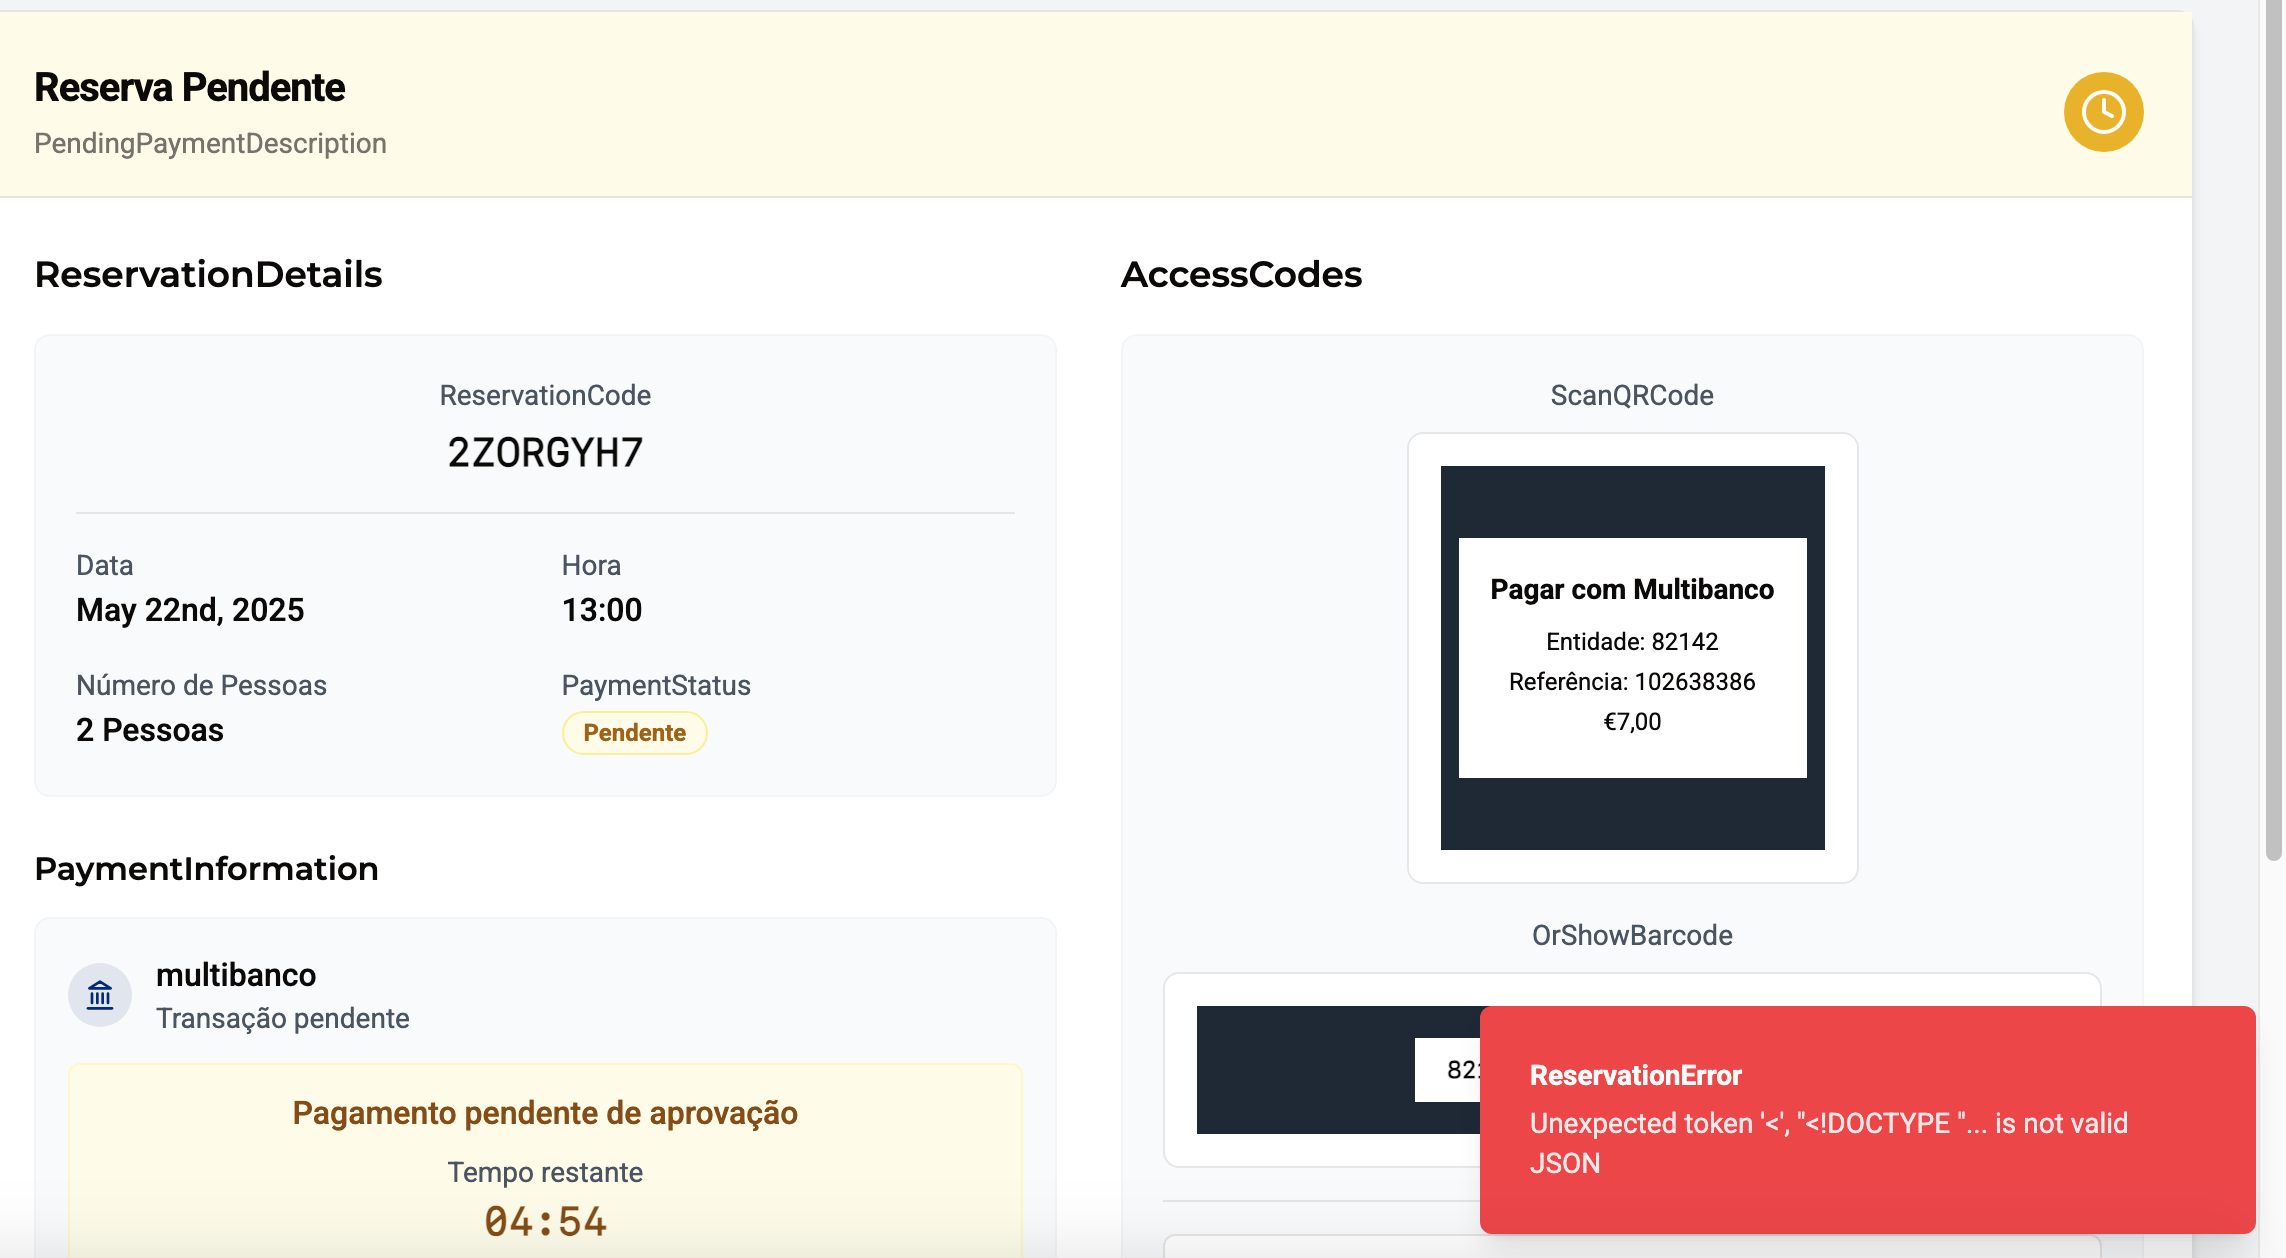 Reserva Pendente
PendingPaymentDescription
ReservationDetails
ReservationCode
2ZORGYH7
Data
May 22nd, 2025
Hora
13:00
Número de Pessoas
2 Pessoas
PaymentStatus
Pendente
PaymentInformation
multibanco
Transação pendente
Pagamento pendente de aprovação
Tempo restante
04:54
AccessCodes
ScanQRCode
Pagar com Multibanco
Entidade: 82142
Referência: 102638386
€7,00
OrShowBarcode
ReservationError
Unexpected token '<', "<!DOCTYPE "... is not valid
JSON